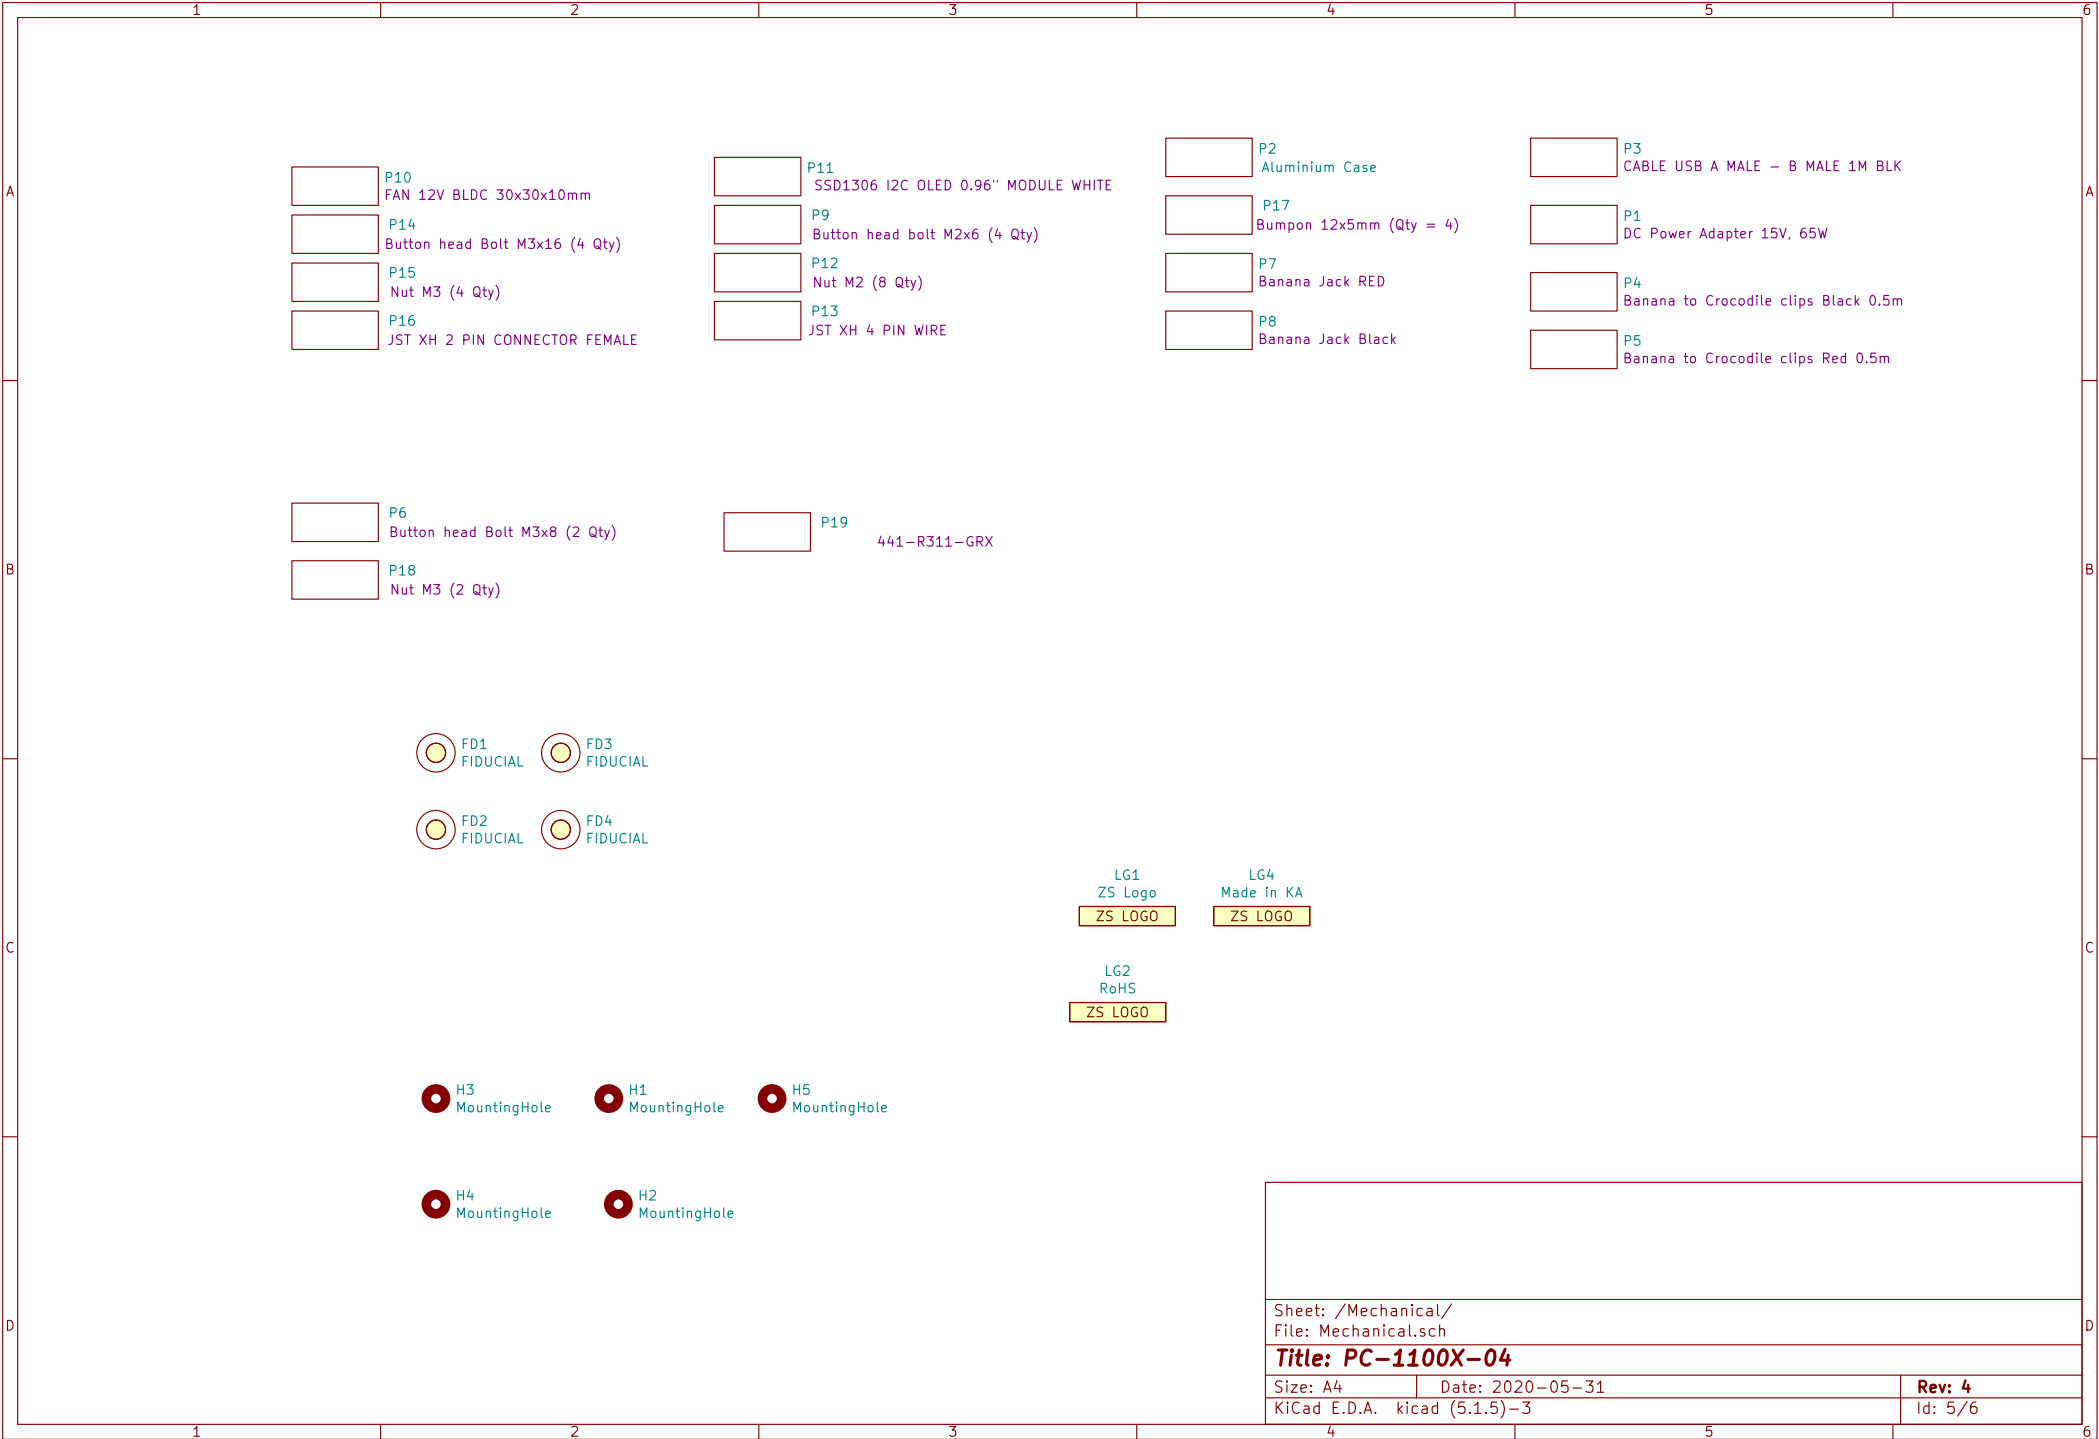 1 2 3 4 5 6
A A
B B
C C
D D
P10
FAN 12V BLDC 30x30x10mm
P14
Button head Bolt M3x16 (4 Qty)
P15
Nut M3 (4 Qty)
P16
JST XH 2 PIN CONNECTOR FEMALE
P11
SSD1306 I2C OLED 0.96" MODULE WHITE
P9
Button head bolt M2x6 (4 Qty)
P12
Nut M2 (8 Qty)
P13
JST XH 4 PIN WIRE
P2
Aluminium Case
P17
Bumpon 12x5mm (Qty = 4)
P7
Banana Jack RED
P8
Banana Jack Black
P3
CABLE USB A MALE - B MALE 1M BLK
P1
DC Power Adapter 15V, 65W
P4
Banana to Crocodile clips Black 0.5m
P5
Banana to Crocodile clips Red 0.5m
P6
Button head Bolt M3x8 (2 Qty)
P18
Nut M3 (2 Qty)
P19
441-R311-GRX
FD1
FIDUCIAL
FD3
FIDUCIAL
FD2
FIDUCIAL
FD4
FIDUCIAL
LG1
ZS Logo
ZS LOGO
LG4
Made in KA
ZS LOGO
LG2
RoHS
ZS LOGO
H3
MountingHole
H1
MountingHole
H5
MountingHole
H4
MountingHole
H2
MountingHole
Sheet: /Mechanical/
File: Mechanical.sch
Title: PC-1100X-04
Size: A4 Date: 2020-05-31 Rev: 4
KiCad E.D.A. kicad (5.1.5)-3 Id: 5/6
1 2 3 4 5 6